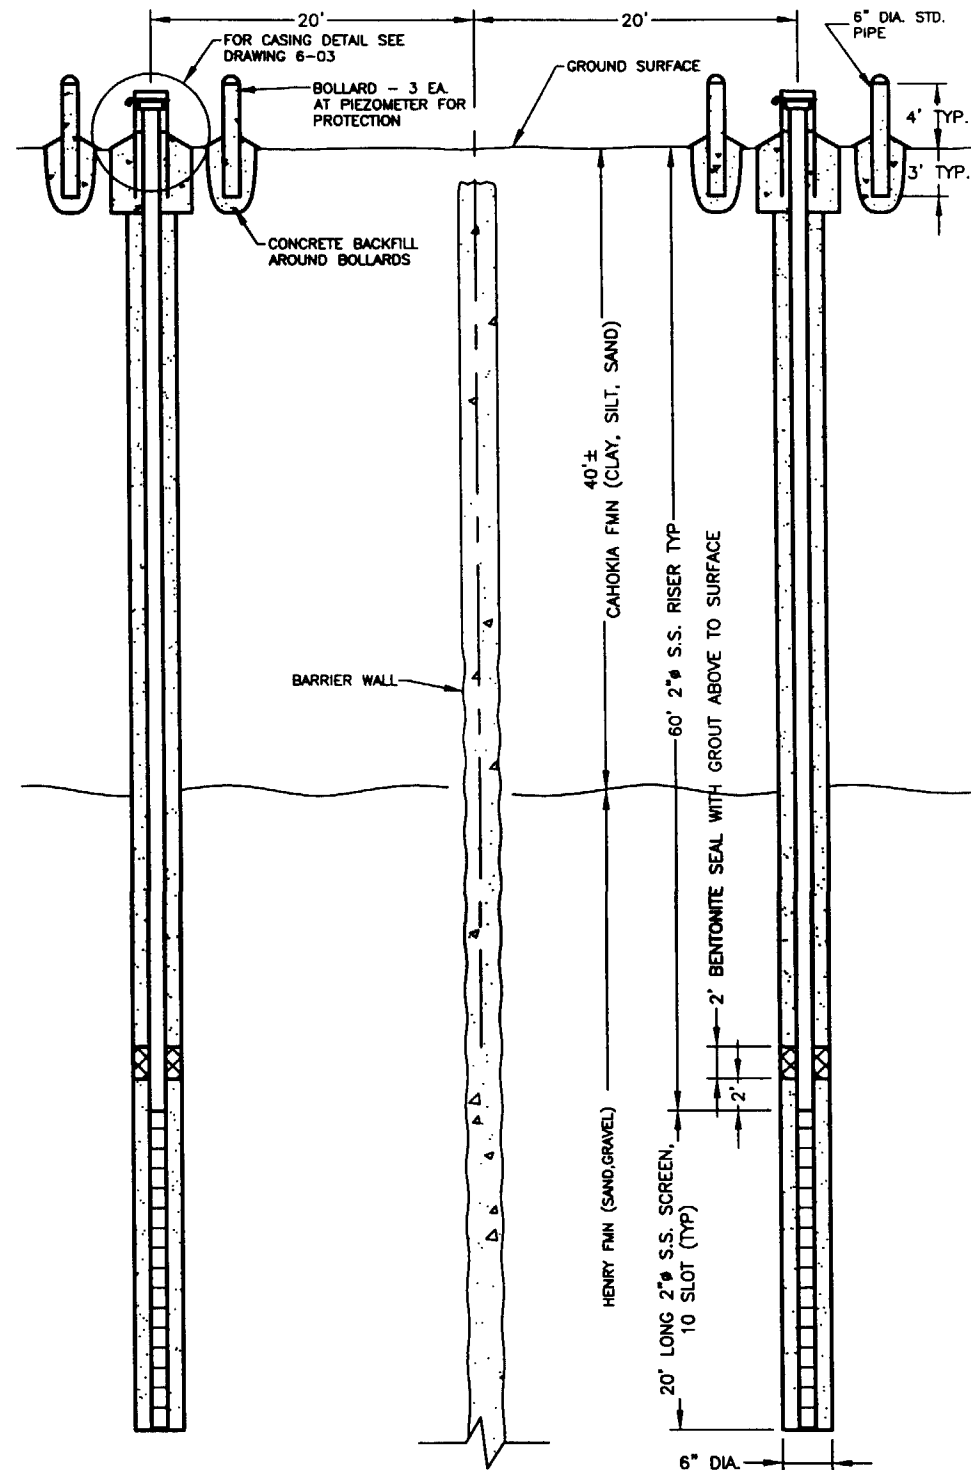 20'
20'
6" DIA. STD.
PIPE
FOR CASING DETAIL SEE
DRAWING 6-03
GROUND SURFACE
BOLLARD - 3 EA.
AT PIEZOMETER FOR
PROTECTION
4' TYP.
3' TYP.
CONCRETE BACKFILL
AROUND BOLLARDS
40'±
CAHOKIA FMN (CLAY, SILT, SAND)
60' 2"ø S.S. RISER TYP
2' BENTONITE SEAL WITH GROUT ABOVE TO SURFACE
BARRIER WALL
2'
HENRY FMN (SAND,GRAVEL)
20' LONG 2"ø S.S. SCREEN,
10 SLOT (TYP)
6" DIA.